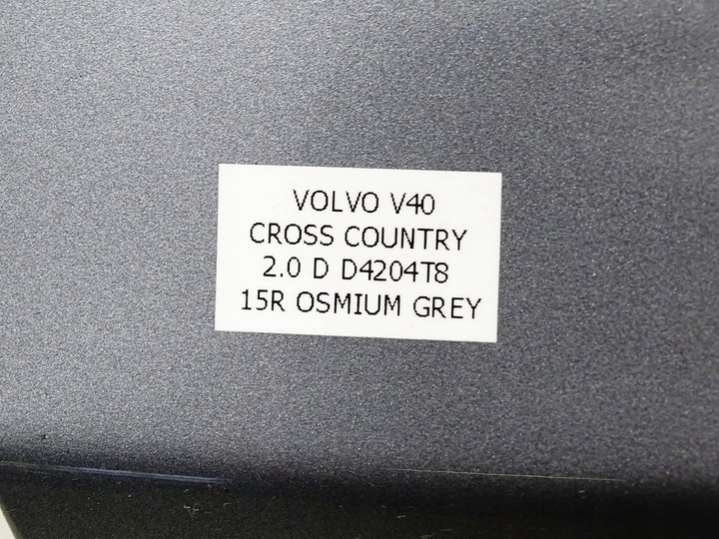 VOLVO V40
CROSS COUNTRY
2.0 D D4204T8
15R OSMIUM GREY